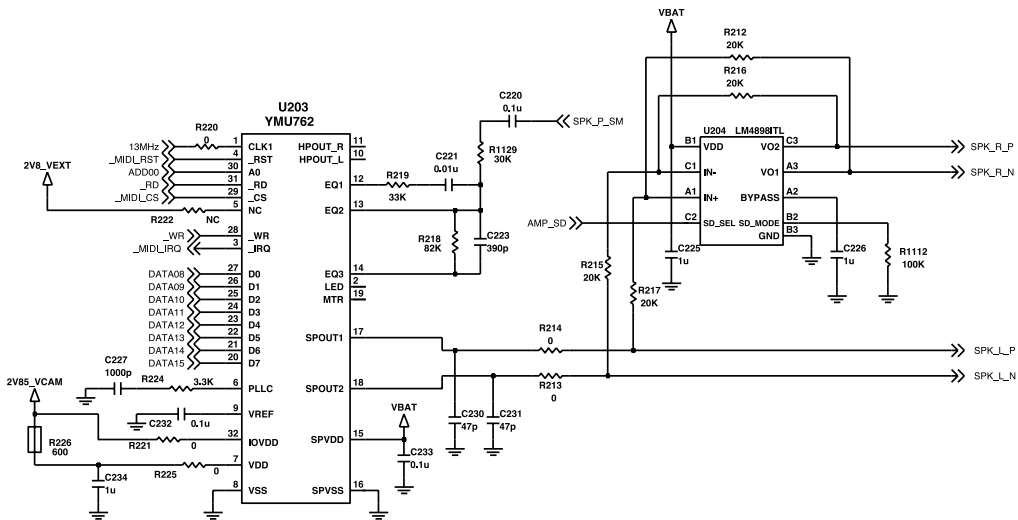 VBAT
R212
20K
R216
20K
C220
0.1u
SPK_P_SM
U203
YMU762
U204 LM4898ITL
R220
0
13MHz
1 CLK1
HPOUT_R 11
_MIDI_RST
4 _RST
HPOUT_L 10
R1129
30K
B1 VDD
VO2 C3
SPK_R_P
2V8_VEXT
ADD00
30 A0
C221
0.01u
_RD
31 _RD
EQ1 12
R219
33K
C1 IN-
VO1 A3
SPK_R_N
_MIDI_CS
29 _CS
A1 IN+
BYPASS A2
5 NC
EQ2 13
R222 NC
AMP_SD
C2 SD_SEL
SD_MODE B2
GND B3
_WR
28 _WR
_MIDI_IRQ
3 _IRQ
R218
82K
C223
390p
C225
1u
C226
1u
R1112
100K
R215
20K
DATA08
27 D0
EQ3 14
DATA09
26 D1
LED 2
DATA10
25 D2
MTR 19
R217
20K
DATA11
24 D3
DATA12
23 D4
DATA13
22 D5
SPOUT1 17
R214
0
DATA14
21 D6
SPK_L_P
DATA15
20 D7
C227
1000p
R224 3.3K
6 PLLC
SPOUT2 18
R213
0
SPK_L_N
2V85_VCAM
9 VREF
C232 0.1u
VBAT
C230
47p
C231
47p
R226
600
R221 0
32 IOVDD
SPVDD 15
C233
0.1u
R225 0
7 VDD
C234
1u
8 VSS
SPVSS 16